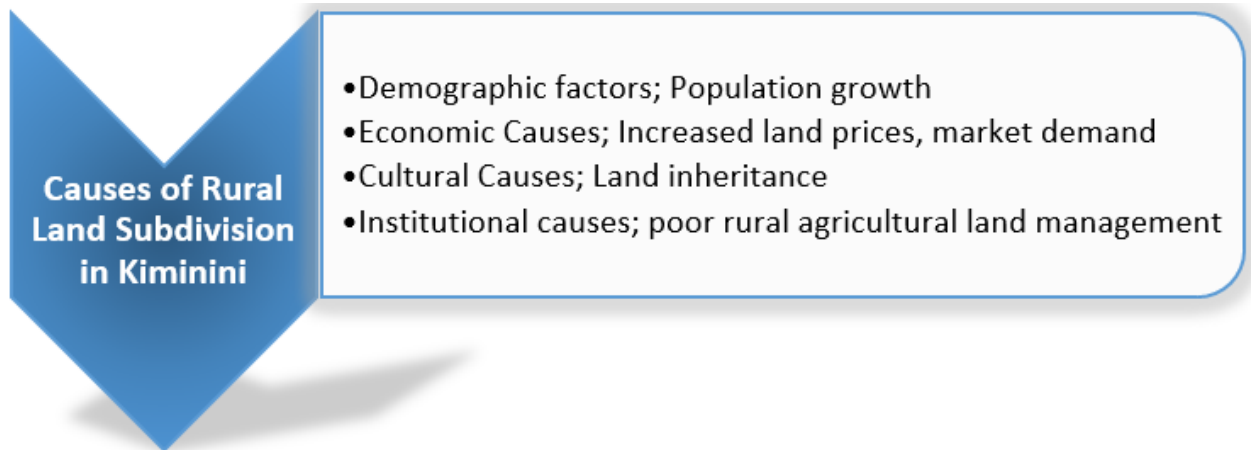 Causes of Rural
Land Subdivision
in Kiminini
•Demographic factors; Population growth
•Economic Causes; Increased land prices, market demand
•Cultural Causes; Land inheritance
•Institutional causes; poor rural agricultural land management